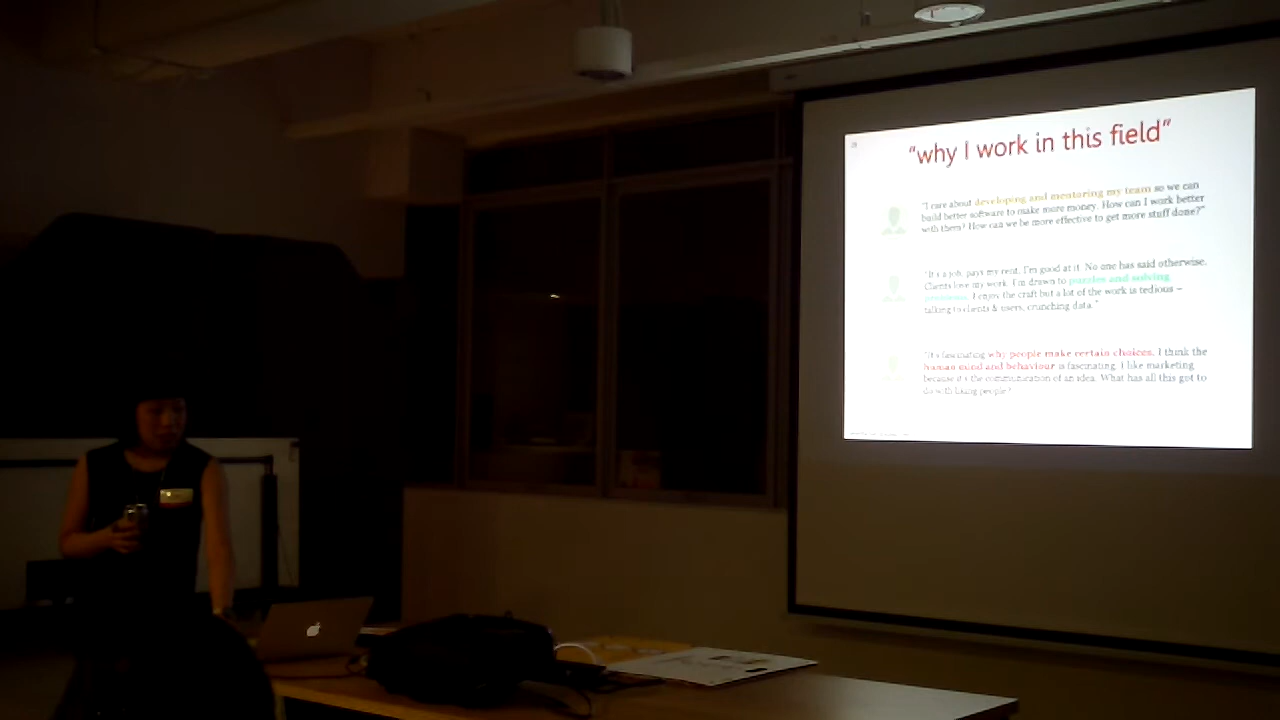 "why I work in this field"
"I care about developing and mentoring my team so we can
build better software to make more money. How can I work better
with them? How can we be more effective to get more stuff done?"
"It's a job, pays my rent. I'm good at it. No one has said otherwise.
Clients love my work. I'm drawn to puzzles and solving
problems. I enjoy the craft but a lot of the work is tedious –
talking to clients & users, crunching data."
"It's fascinating why people make certain choices. I think the
human mind and behaviour is fascinating. I like marketing
because it's the communication of an idea. What has all this got to
do with people?"